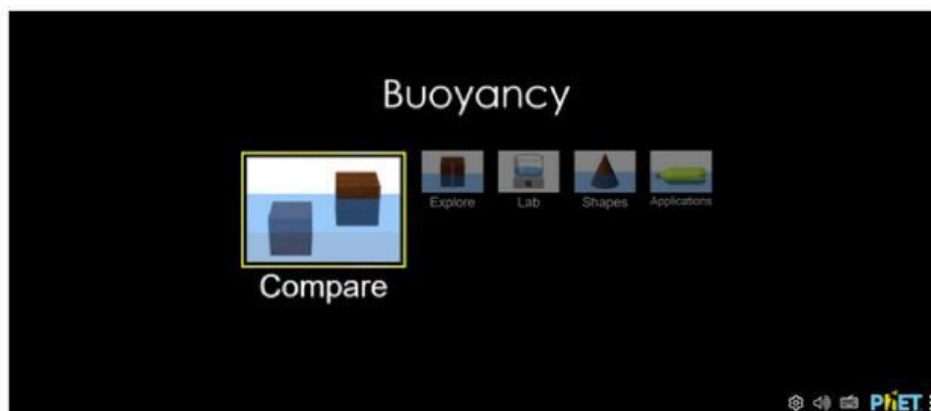 Buoyancy
Explore
Lab
Shapes
Applications
Compare
PhET